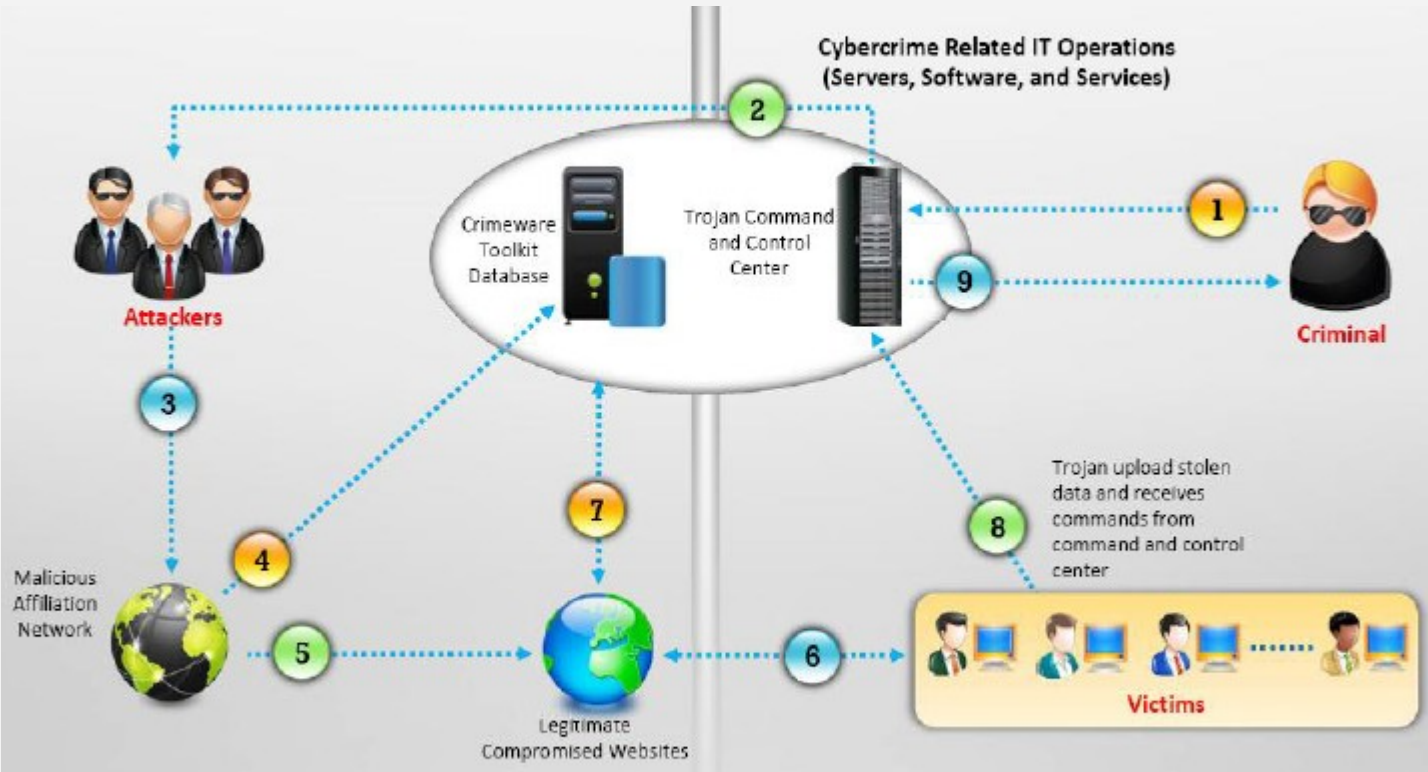 Cybercrime Related IT Operations
(Servers, Software, and Services)
2
Crimeware
Toolkit
Database
Trojan Command
and Control
Center
1
9
Attackers
Criminal
3
4
7
8
Trojan upload stolen
data and receives
commands from
command and control
center
Malicious
Affiliation
Network
5
6
Legitimate
Compromised Websites
Victims